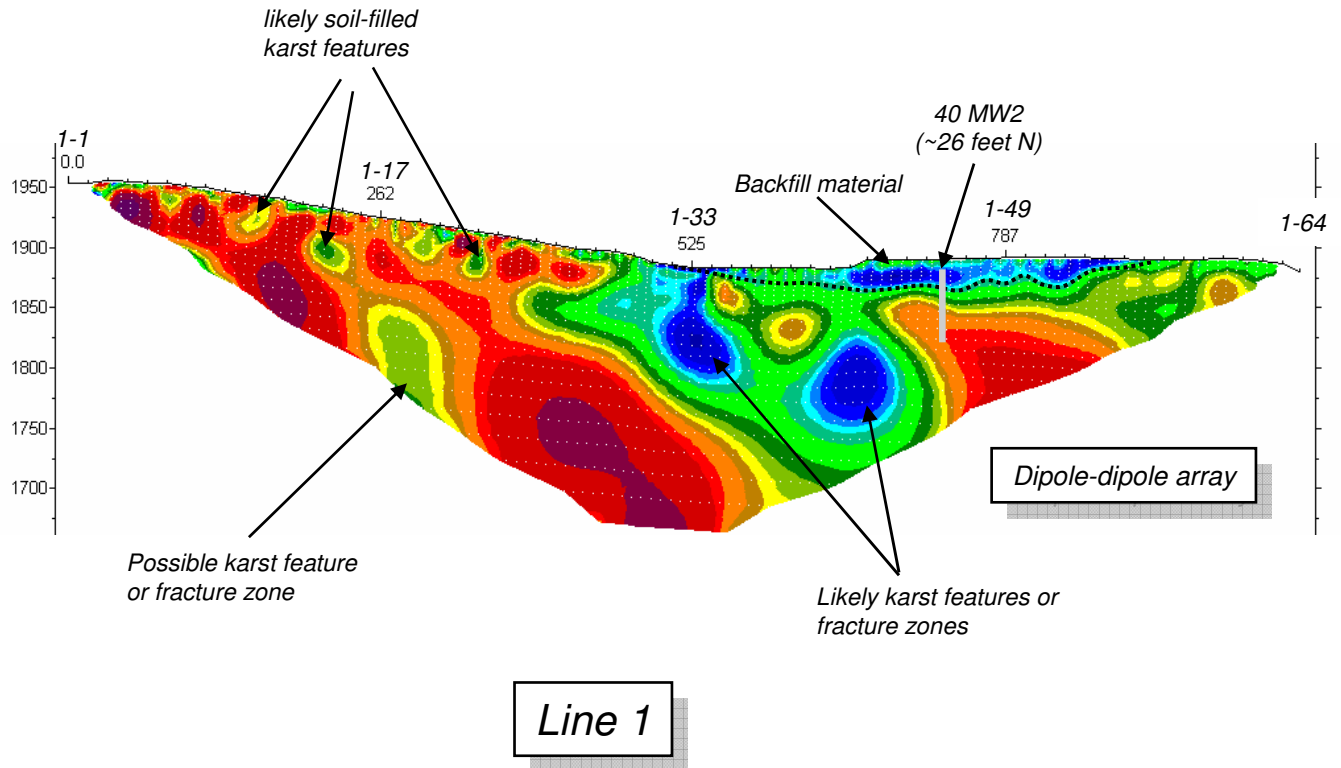 likely soil-filled
karst features
40 MW2
(~26 feet N)
1-1
0.0
1-17
262
Backfill material
1-33
525
1-49
787
1-64
1950
1900
1850
1800
1750
1700
Dipole-dipole array
Possible karst feature
or fracture zone
Likely karst features or
fracture zones
Line 1